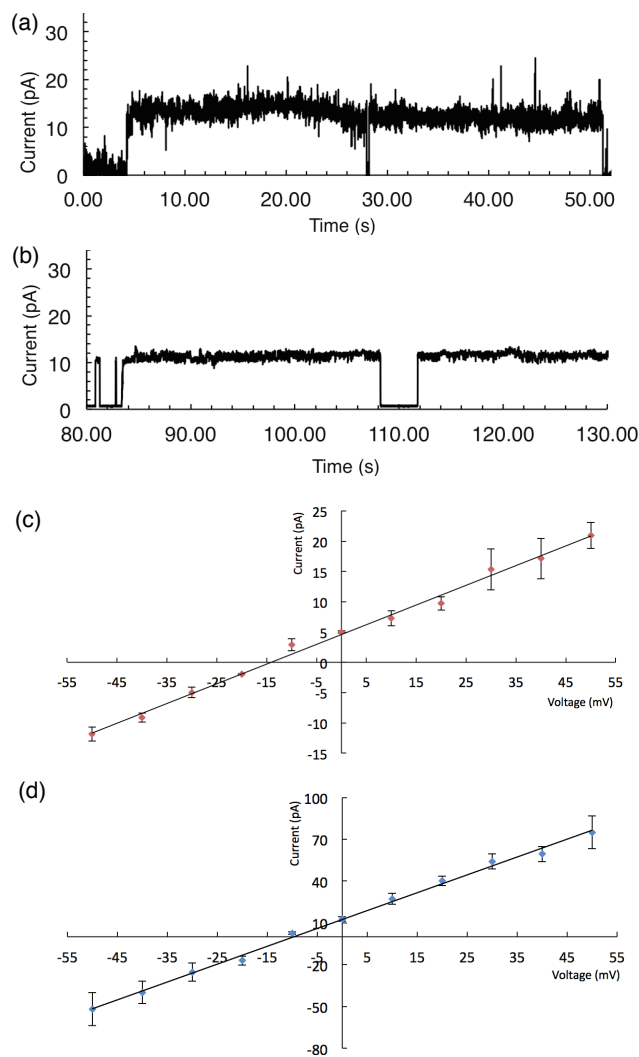 (a)
Current (pA)
30
20
10
0
0.00 10.00 20.00 30.00 40.00 50.00
Time (s)
(b)
Current (pA)
30
20
10
0
80.00 90.00 100.00 110.00 120.00 130.00
Time (s)
(c)
Current (pA)
25
20
15
10
5
0
-5
-10
-15
-55 -45 -35 -25 -15 -5 5 15 25 35 45 55
Voltage (mV)
(d)
Current (pA)
100
70
40
10
-20
-50
-80
-55 -45 -35 -25 -15 -5 5 15 25 35 45 55
Voltage (mV)